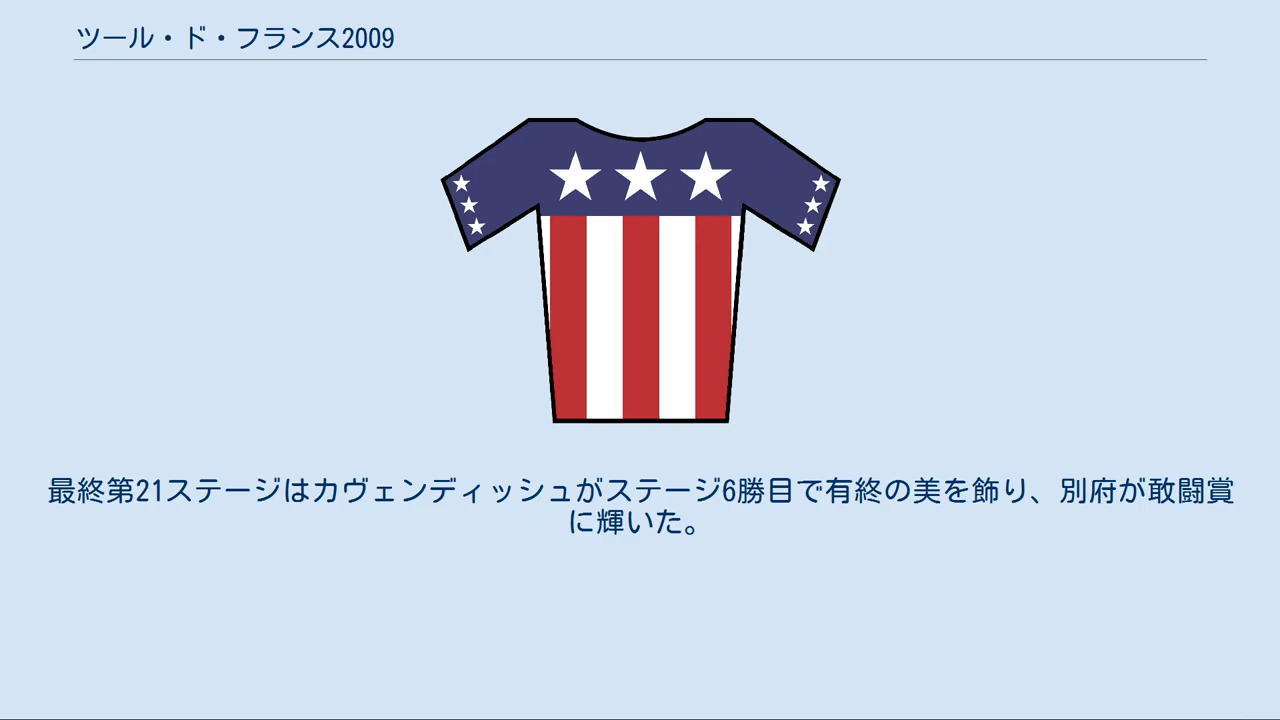 ツール・ド・フランス2009
最終第21ステージはカヴェンディッシュがステージ6勝目で有終の美を飾り、別府が敢闘賞
に輝いた。